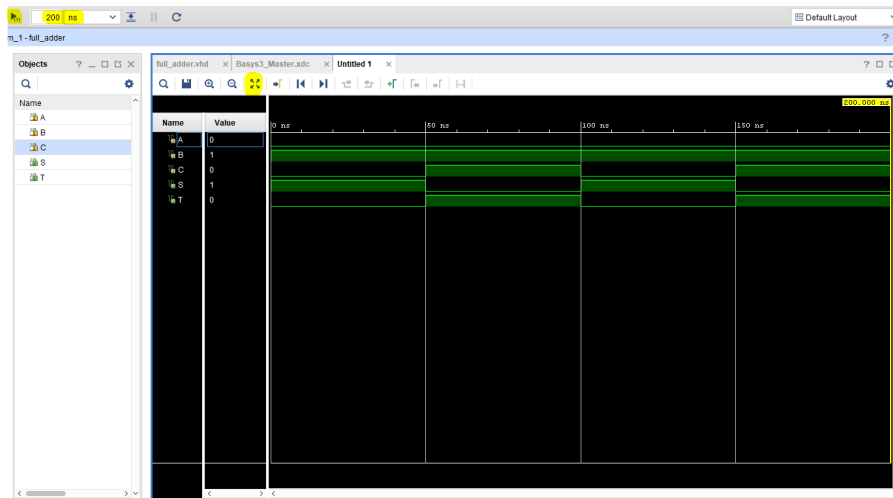 200 ns
Default Layout
m_1 - full_adder
?
Objects
?
full_adder.vhd
Basys3_Master.xdc
Untitled 1
?
Name
A
B
C
S
T
200.000 ns
Name Value
0 ns 50 ns 100 ns 150 ns
A 0
B 1
C 0
S 1
T 0